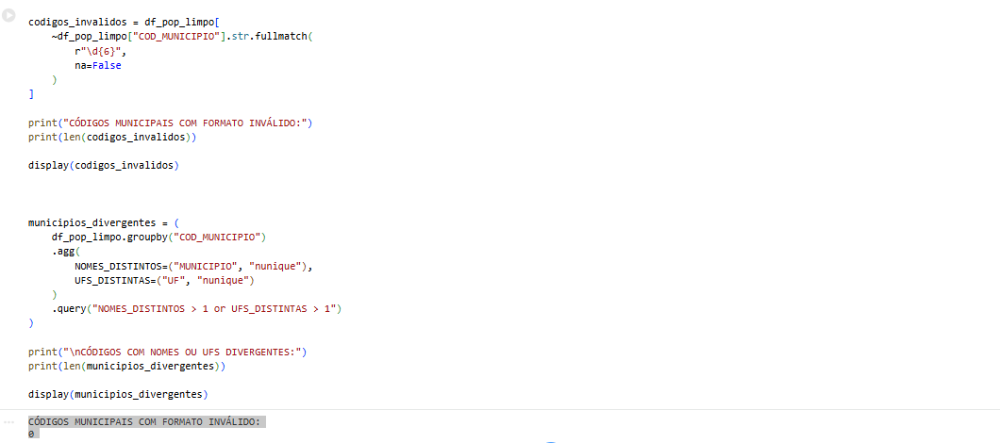 codigos_invalidos = df_pop_limpo[
    ~df_pop_limpo["COD_MUNICIPIO"].str.fullmatch(
        r"\d{6}",
        na=False
    )
]
print("CÓDIGOS MUNICIPAIS COM FORMATO INVÁLIDO:")
print(len(codigos_invalidos))
display(codigos_invalidos)
municipios_divergentes = (
    df_pop_limpo.groupby("COD_MUNICIPIO")
    .agg(
        NOMES_DISTINTOS=("MUNICIPIO", "nunique"),
        UFS_DISTINTAS=("UF", "nunique")
    )
    .query("NOMES_DISTINTOS > 1 or UFS_DISTINTAS > 1")
)
print("\nCÓDIGOS COM NOMES OU UFS DIVERGENTES:")
print(len(municipios_divergentes))
display(municipios_divergentes)
CÓDIGOS MUNICIPAIS COM FORMATO INVÁLIDO:
0